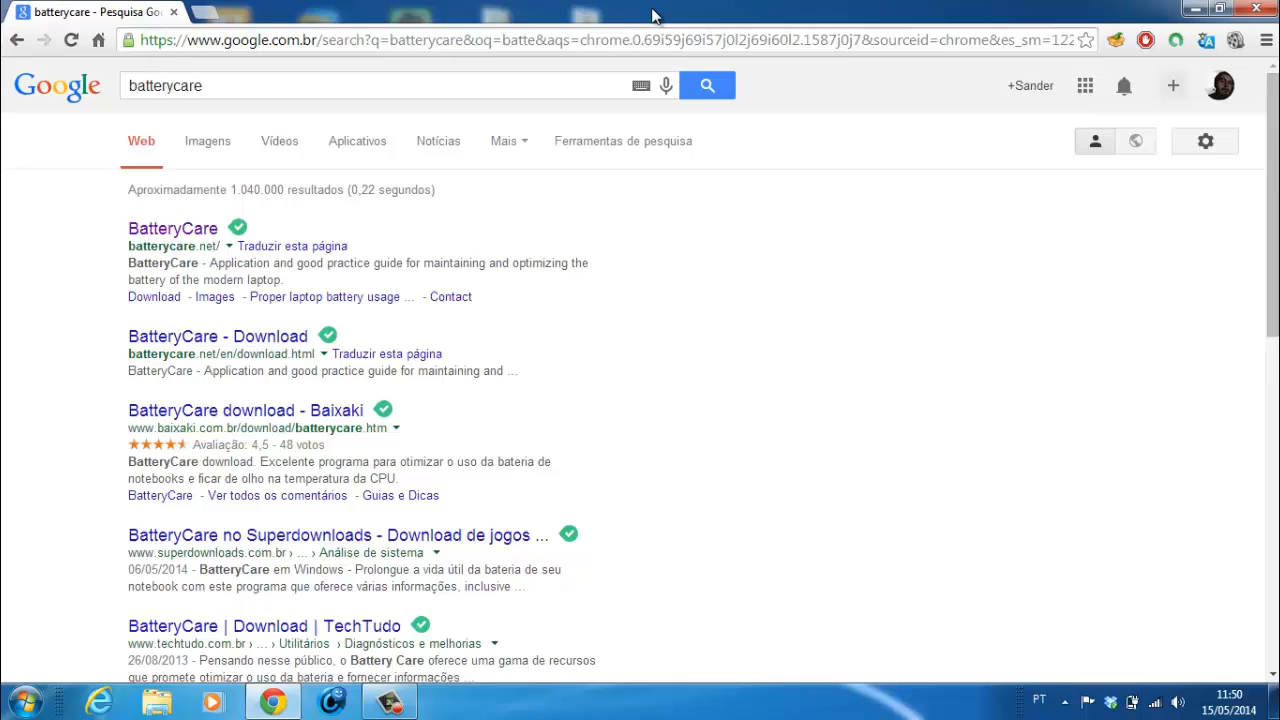 batterycare - Pesquisa Go
https://www.google.com.br/search?q=batterycare&oq=batte&aqs=chrome.0.69i59j69i57j0l2j69i60l2.1587j0j7&sourceid=chrome&es_sm=122
Google
batterycare
+Sander
Web Imagens Vídeos Aplicativos Notícias Mais Ferramentas de pesquisa
Aproximadamente 1.040.000 resultados (0,22 segundos)
BatteryCare
batterycare.net/ Traduzir esta página
BatteryCare - Application and good practice guide for maintaining and optimizing the
battery of the modern laptop.
Download - Images - Proper laptop battery usage ... - Contact
BatteryCare - Download
batterycare.net/en/download.html Traduzir esta página
BatteryCare - Application and good practice guide for maintaining and ...
BatteryCare download - Baixaki
www.baixaki.com.br/download/batterycare.htm
Avaliação: 4,5 - 48 votos
BatteryCare download. Excelente programa para otimizar o uso da bateria de
notebooks e ficar de olho na temperatura da CPU.
BatteryCare - Ver todos os comentários - Guias e Dicas
BatteryCare no Superdownloads - Download de jogos ...
www.superdownloads.com.br › ... › Análise de sistema
06/05/2014 - BatteryCare em Windows - Prolongue a vida útil da bateria de seu
notebook com este programa que oferece várias informações, inclusive ...
BatteryCare | Download | TechTudo
www.techtudo.com.br › ... › Utilitários › Diagnósticos e melhorias
26/08/2013 - Pensando nesse público, o Battery Care oferece uma gama de recursos
que promete otimizar o uso da bateria e fornecer informações ...
PT
11:50
15/05/2014